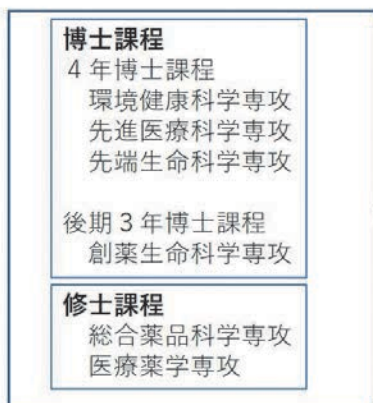 博士課程
4年博士課程
環境健康科学専攻
先進医療科学専攻
先端生命科学専攻
後期3年博士課程
創薬生命科学専攻
修士課程
総合薬品科学専攻
医療薬学専攻